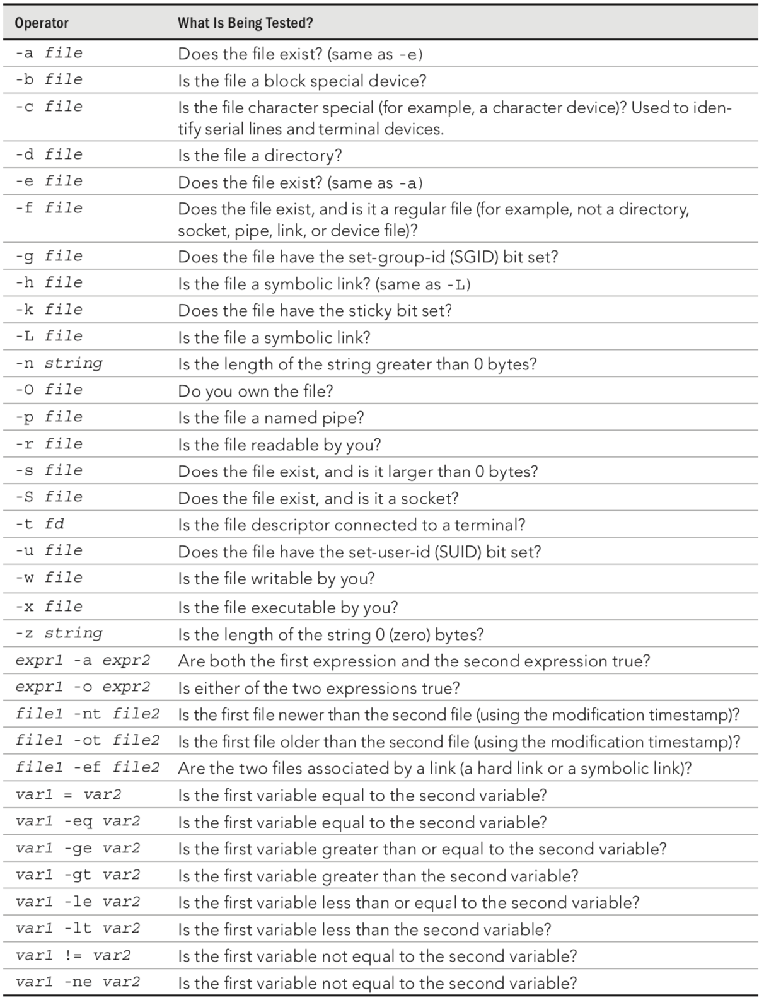 Operator What Is Being Tested?
-a file Does the file exist? (same as -e)
-b file Is the file a block special device?
-c file Is the file character special (for example, a character device)? Used to iden-
tify serial lines and terminal devices.
-d file Is the file a directory?
-e file Does the file exist? (same as -a)
-f file Does the file exist, and is it a regular file (for example, not a directory,
socket, pipe, link, or device file)?
-g file Does the file have the set-group-id (SGID) bit set?
-h file Is the file a symbolic link? (same as -L)
-k file Does the file have the sticky bit set?
-L file Is the file a symbolic link?
-n string Is the length of the string greater than 0 bytes?
-O file Do you own the file?
-p file Is the file a named pipe?
-r file Is the file readable by you?
-s file Does the file exist, and is it larger than 0 bytes?
-S file Does the file exist, and is it a socket?
-t fd Is the file descriptor connected to a terminal?
-u file Does the file have the set-user-id (SUID) bit set?
-w file Is the file writable by you?
-x file Is the file executable by you?
-z string Is the length of the string 0 (zero) bytes?
expr1 -a expr2 Are both the first expression and the second expression true?
expr1 -o expr2 Is either of the two expressions true?
file1 -nt file2 Is the first file newer than the second file (using the modification timestamp)?
file1 -ot file2 Is the first file older than the second file (using the modification timestamp)?
file1 -ef file2 Are the two files associated by a link (a hard link or a symbolic link)?
var1 = var2 Is the first variable equal to the second variable?
var1 -eq var2 Is the first variable equal to the second variable?
var1 -ge var2 Is the first variable greater than or equal to the second variable?
var1 -gt var2 Is the first variable greater than the second variable?
var1 -le var2 Is the first variable less than or equal to the second variable?
var1 -lt var2 Is the first variable less than the second variable?
var1 != var2 Is the first variable not equal to the second variable?
var1 -ne var2 Is the first variable not equal to the second variable?